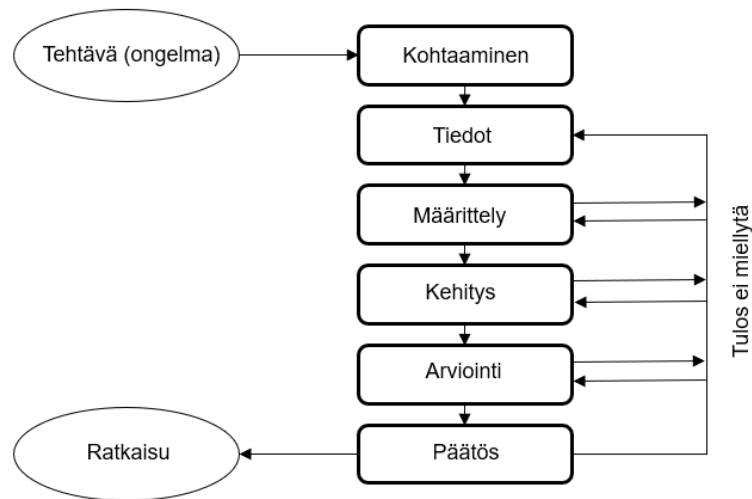 Tehtävä (ongelma)
Kohtaaminen
Tiedot
Määrittely
Kehitys
Arviointi
Päätös
Ratkaisu
Tulos ei miellytä